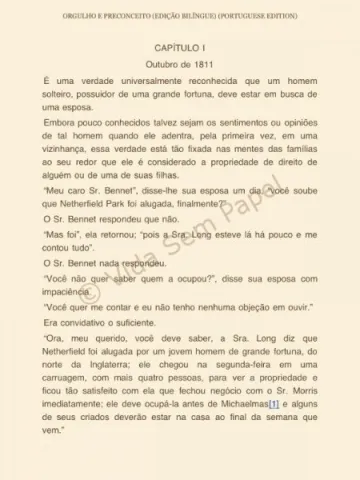 ORGULHO E PRECONCEITO (EDIÇÃO BILÍNGUE) (PORTUGUESE EDITION)
CAPÍTULO I
Outubro de 1811
É uma verdade universalmente reconhecida que um homem
solteiro, possuidor de uma grande fortuna, deve estar em busca de
uma esposa.
Embora pouco conhecidos talvez sejam os sentimentos ou opiniões
de tal homem quando ele adentra, pela primeira vez, em uma
vizinhança, essa verdade está tão fixada nas mentes das famílias
ao seu redor que ele é considerado a propriedade de direito de
alguém ou de uma de suas filhas.
“Meu caro Sr. Bennet”, disse-lhe sua esposa um dia, “você soube
que Netherfield Park foi alugada, finalmente?”
O Sr. Bennet respondeu que não.
“Mas foi”, ela retornou; “pois a Sra. Long esteve lá há pouco e me
contou tudo”.
O Sr. Bennet nada respondeu.
“Você não quer saber quem a ocupou?”, disse sua esposa com
impaciência.
“Você quer me contar e eu não tenho nenhuma objeção em ouvir.”
Era convidativo o suficiente.
“Ora, meu querido, você deve saber, a Sra. Long diz que
Netherfield foi alugada por um jovem homem de grande fortuna, do
norte da Inglaterra; ele chegou na segunda-feira em uma
carruagem, com mais quatro pessoas, para ver a propriedade e
ficou tão satisfeito com ela que fechou negócio com o Sr. Morris
imediatamente; ele deve ocupá-la antes de Michaelmas[1] e alguns
de seus criados deverão estar na casa ao final da semana que
vem.”
© Vida Sem Papel